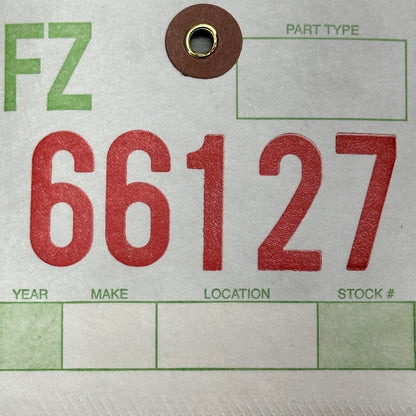 FZ
PART TYPE
66127
YEAR MAKE LOCATION STOCK #